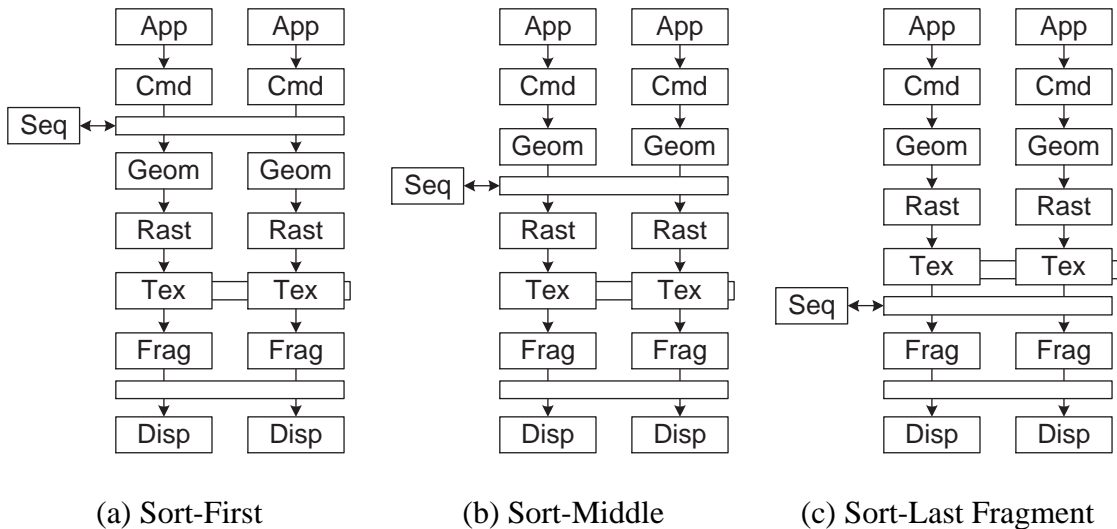 App App
Cmd Cmd
Seq
Geom Geom
Rast Rast
Tex Tex
Frag Frag
Disp Disp
(a) Sort-First
App App
Cmd Cmd
Geom Geom
Seq
Rast Rast
Tex Tex
Frag Frag
Disp Disp
(b) Sort-Middle
App App
Cmd Cmd
Geom Geom
Rast Rast
Tex Tex
Seq
Frag Frag
Disp Disp
(c) Sort-Last Fragment